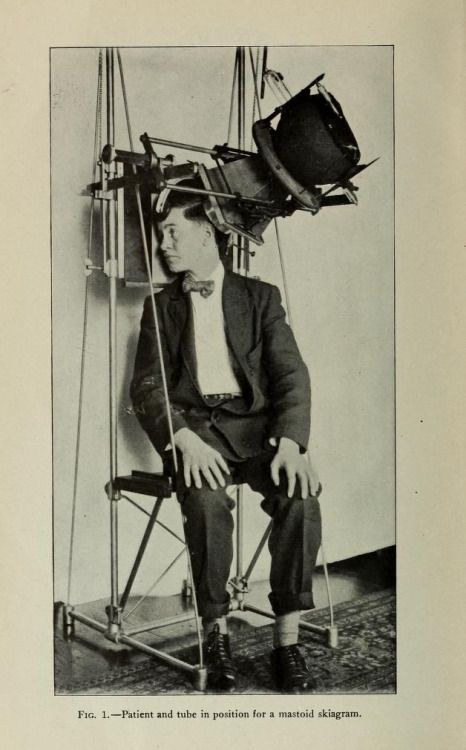 FIG. 1.—Patient and tube in position for a mastoid skiagram.